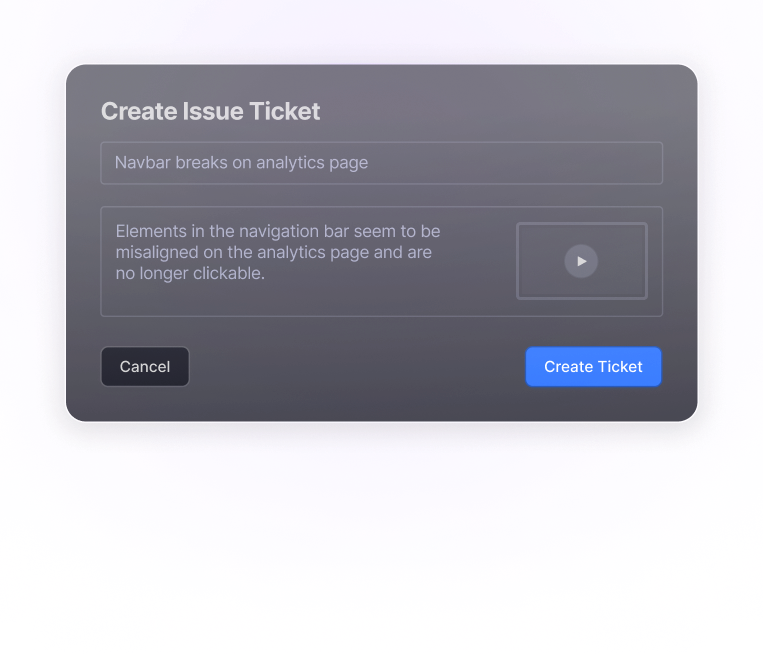 Create Issue Ticket
Navbar breaks on analytics page
Elements in the navigation bar seem to be
misaligned on the analytics page and are
no longer clickable.
Cancel
Create Ticket